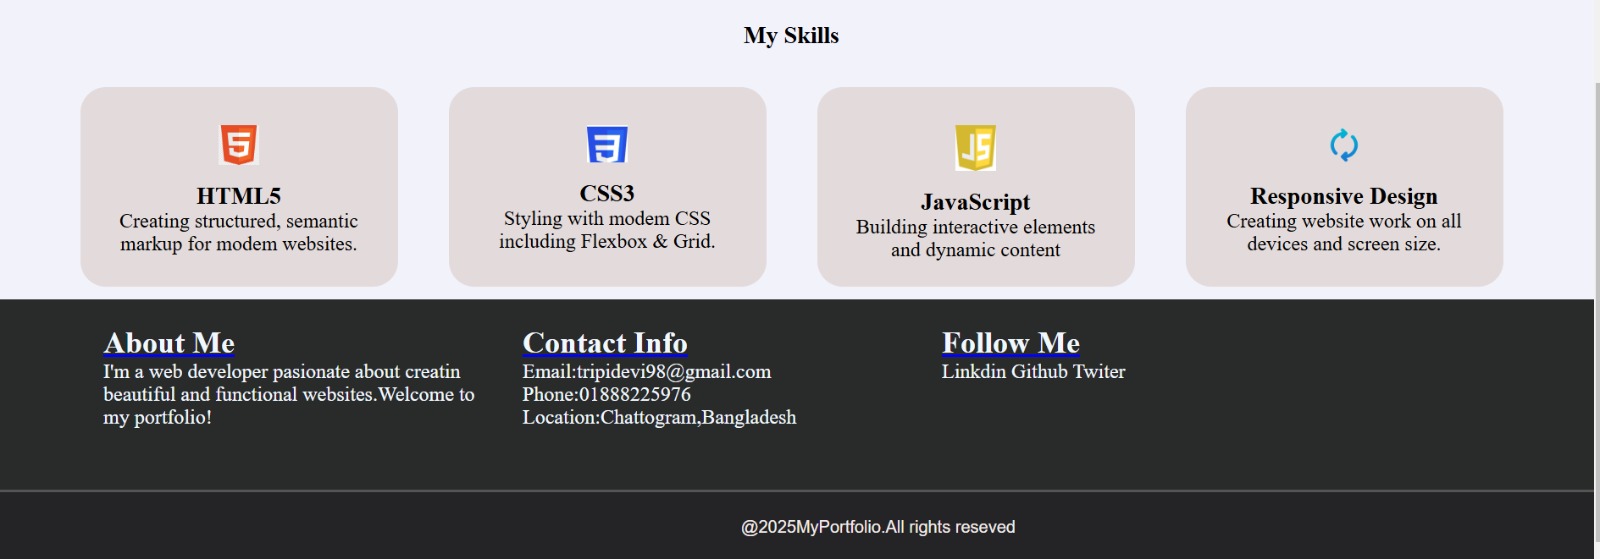 My Skills
HTML5
Creating structured, semantic
markup for modem websites.
CSS3
Styling with modem CSS
including Flexbox & Grid.
JS
JavaScript
Building interactive elements
and dynamic content
Responsive Design
Creating website work on all
devices and screen size.
About Me
I'm a web developer pasionate about creatin
beautiful and functional websites.Welcome to
my portfolio!
Contact Info
Email:tripidevi98@gmail.com
Phone:01888225976
Location:Chattogram,Bangladesh
Follow Me
Linkdin Github Twiter
@2025MyPortfolio.All rights reseved